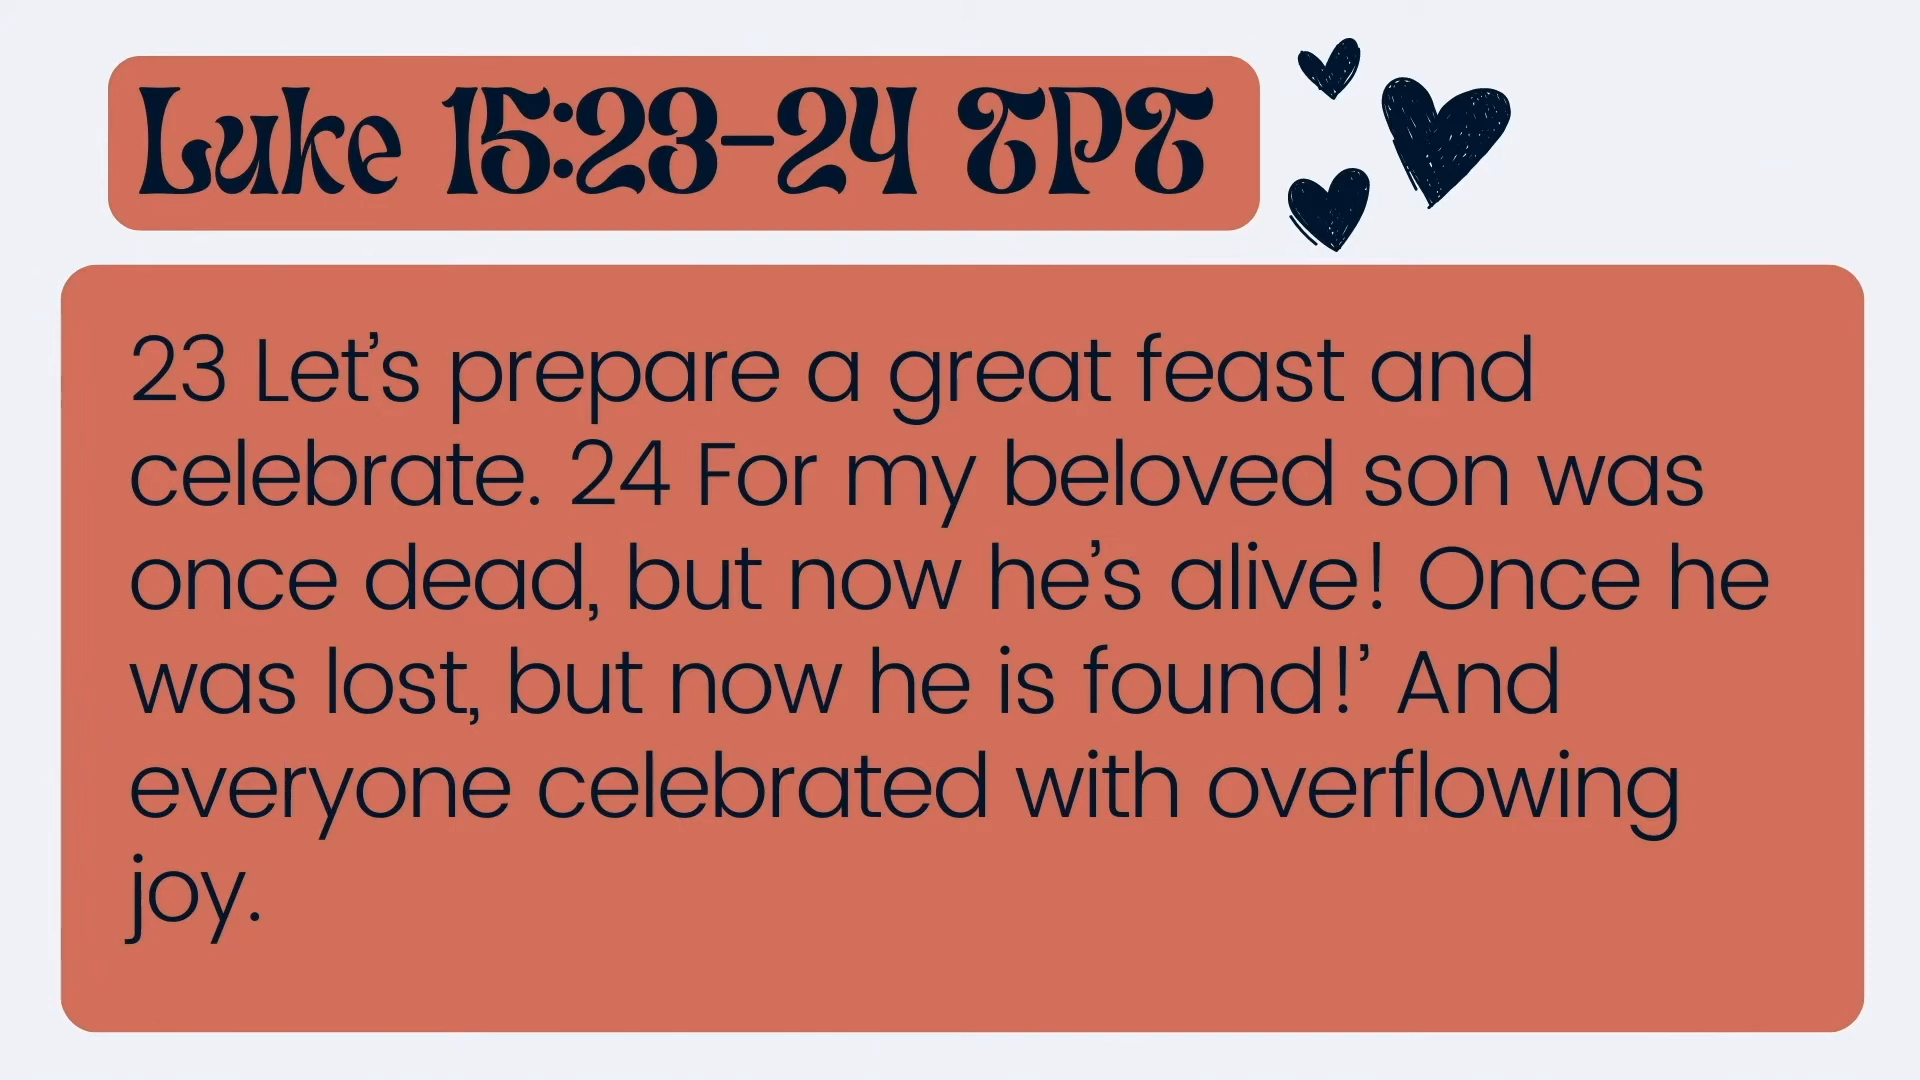 Luke 15:23-24 TPT
23 Let’s prepare a great feast and
celebrate. 24 For my beloved son was
once dead, but now he’s alive! Once he
was lost, but now he is found!’ And
everyone celebrated with overflowing
joy.